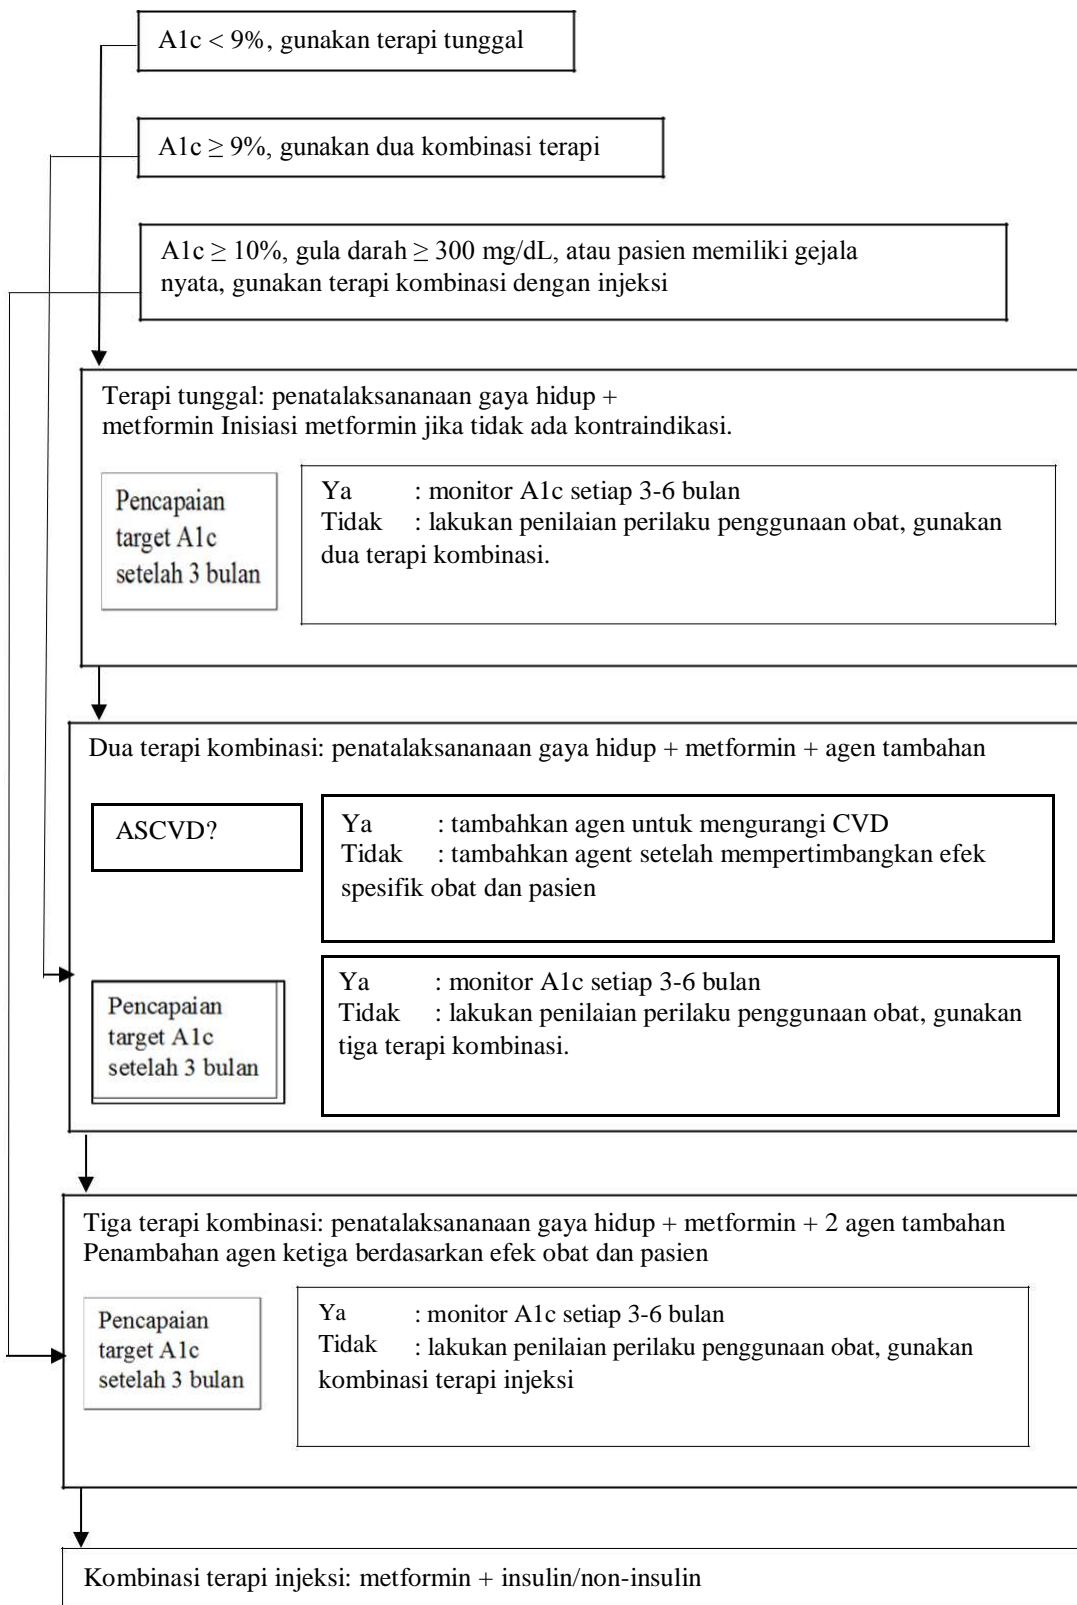 A1c < 9%, gunakan terapi tunggal
A1c ≥ 9%, gunakan dua kombinasi terapi
A1c ≥ 10%, gula darah ≥ 300 mg/dL, atau pasien memiliki gejala
nyata, gunakan terapi kombinasi dengan injeksi
Terapi tunggal: penatalaksananaan gaya hidup +
metformin Inisiasi metformin jika tidak ada kontraindikasi.
Pencapaian
target A1c
setelah 3 bulan
Ya : monitor A1c setiap 3-6 bulan
Tidak : lakukan penilaian perilaku penggunaan obat, gunakan
dua terapi kombinasi.
Dua terapi kombinasi: penatalaksananaan gaya hidup + metformin + agen tambahan
ASCVD?
Ya : tambahkan agen untuk mengurangi CVD
Tidak : tambahkan agent setelah mempertimbangkan efek
spesifik obat dan pasien
Pencapaian
target A1c
setelah 3 bulan
Ya : monitor A1c setiap 3-6 bulan
Tidak : lakukan penilaian perilaku penggunaan obat, gunakan
tiga terapi kombinasi.
Tiga terapi kombinasi: penatalaksananaan gaya hidup + metformin + 2 agen tambahan
Penambahan agen ketiga berdasarkan efek obat dan pasien
Pencapaian
target A1c
setelah 3 bulan
Ya : monitor A1c setiap 3-6 bulan
Tidak : lakukan penilaian perilaku penggunaan obat, gunakan
kombinasi terapi injeksi
Kombinasi terapi injeksi: metformin + insulin/non-insulin